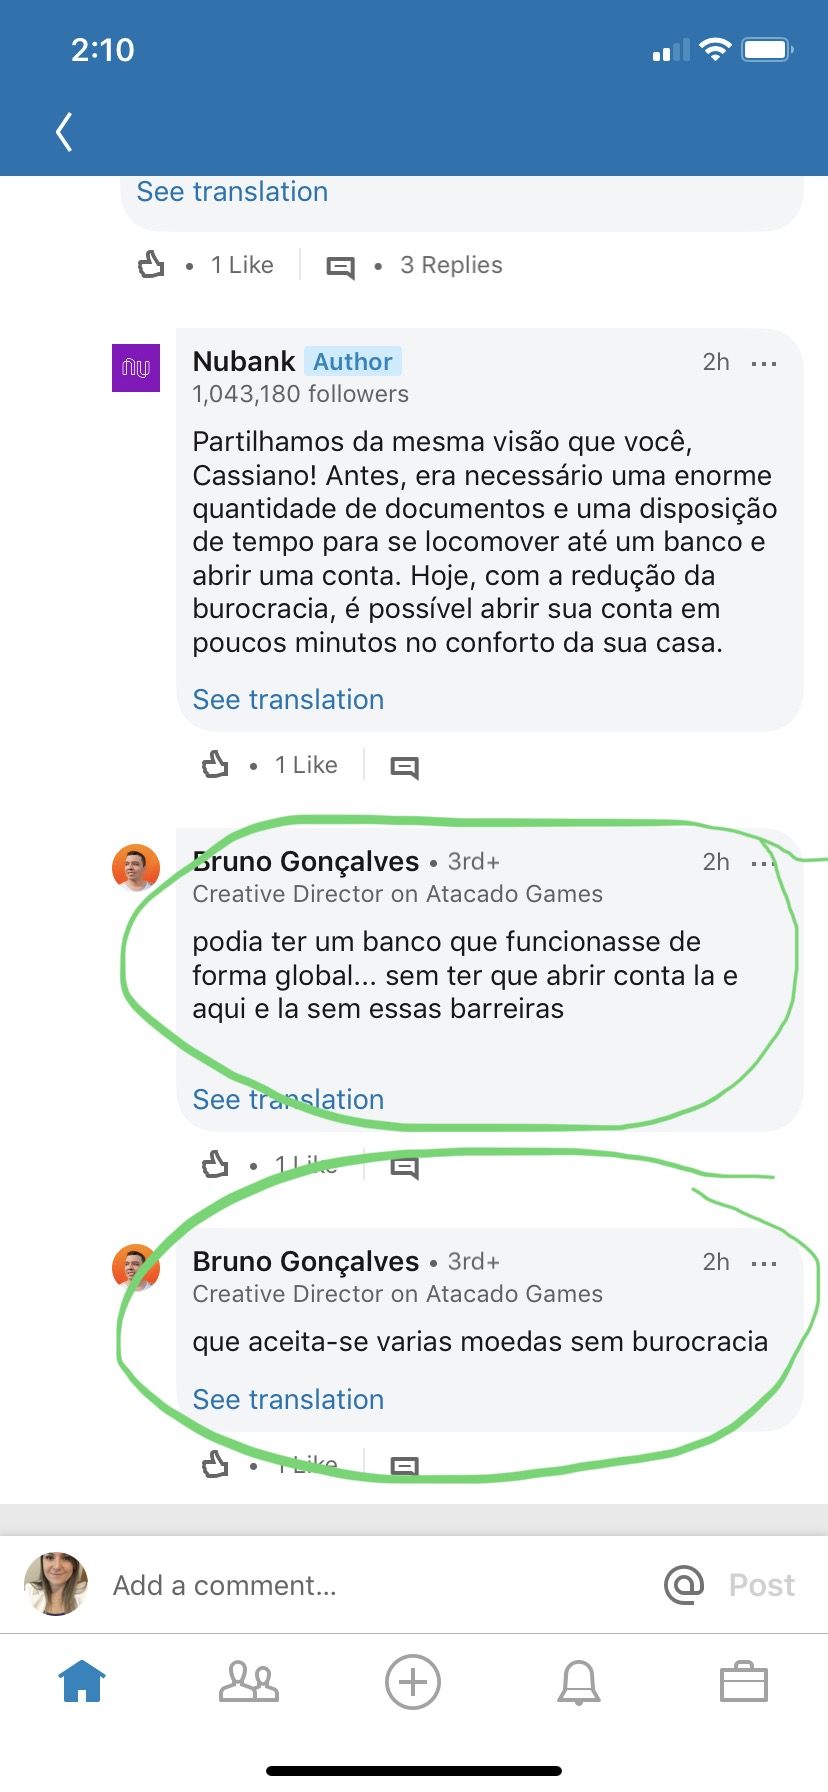 2:10
See translation
• 1 Like • 3 Replies
nu
Nubank Author 2h ...
1,043,180 followers
Partilhamos da mesma visão que você,
Cassiano! Antes, era necessário uma enorme
quantidade de documentos e uma disposição
de tempo para se locomover até um banco e
abrir uma conta. Hoje, com a redução da
burocracia, é possível abrir sua conta em
poucos minutos no conforto da sua casa.
See translation
• 1 Like
Bruno Gonçalves • 3rd+ 2h ...
Creative Director on Atacado Games
podia ter um banco que funcionasse de
forma global... sem ter que abrir conta la e
aqui e la sem essas barreiras
See translation
• 1 Like
Bruno Gonçalves • 3rd+ 2h ...
Creative Director on Atacado Games
que aceita-se varias moedas sem burocracia
See translation
• 1 Like
Add a comment... @ Post